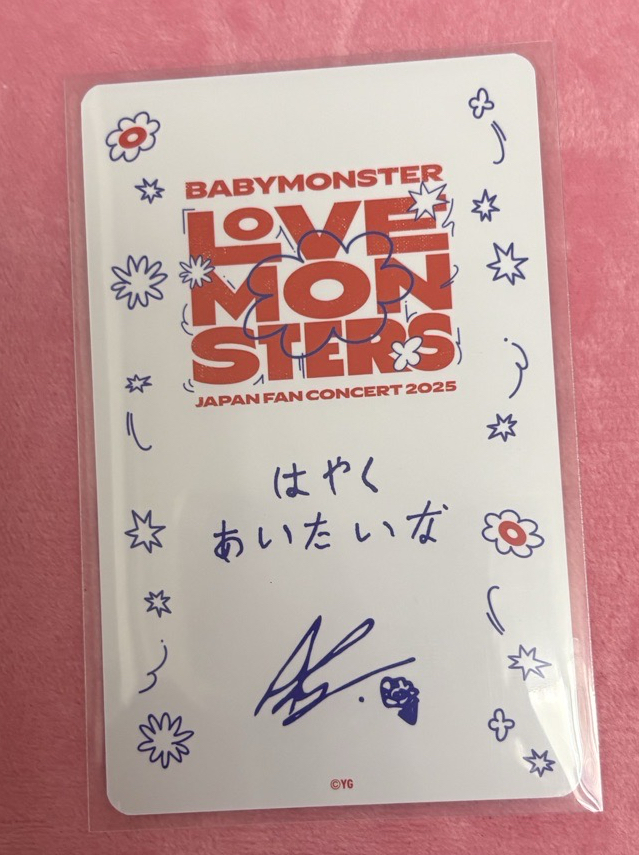 BABYMONSTER
LOVE
MON
STERS
JAPAN FAN CONCERT 2025
はやく
あいたいな
©YG